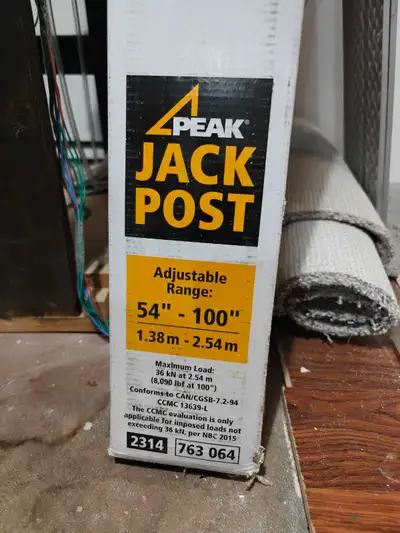 PEAK®
JACK
POST
Adjustable
Range:
54" - 100"
1.38 m - 2.54 m
Maximum Load:
36 kN at 2.54 m
(8,090 lbf at 100")
Conforms to CAN/CGSB-7.2-94
CCMC 13639-L
The CCMC evaluation is only
applicable for imposed loads not
exceeding 36 kN, per NBC 2015
2314 763 064